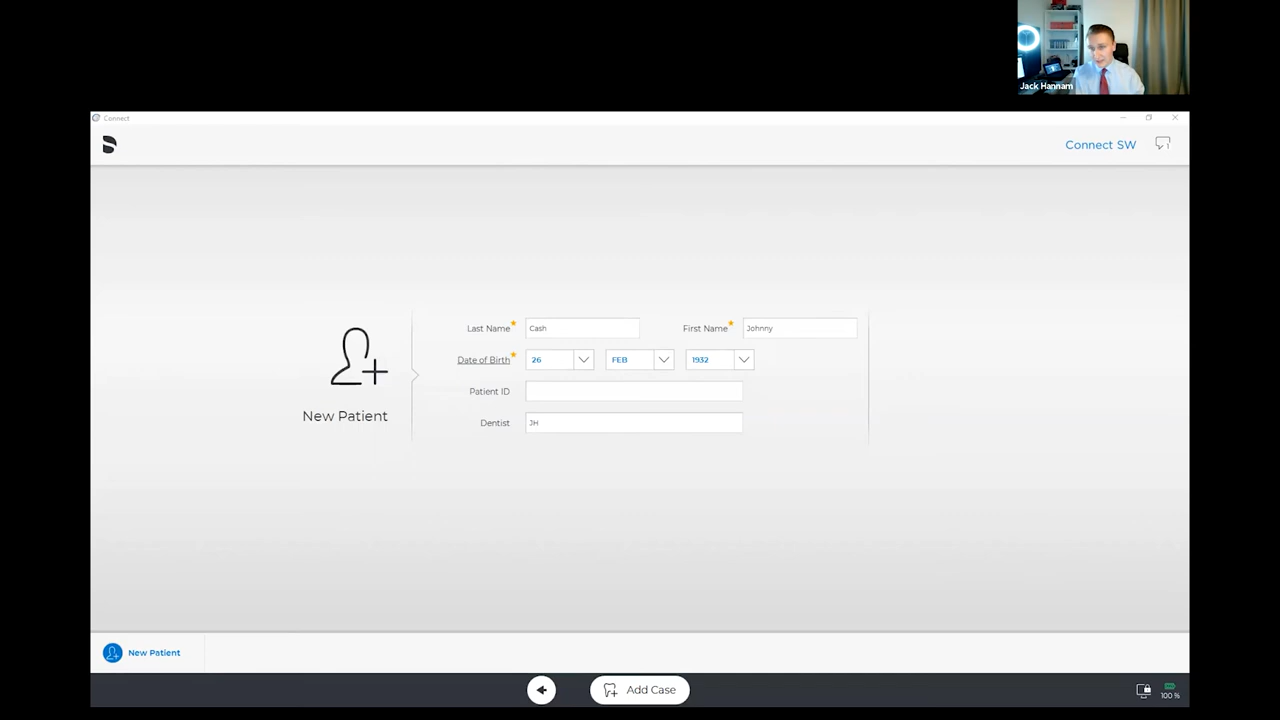 Jack Hannam
Connect
Connect SW
Last Name
Cash
First Name
Johnny
Date of Birth
26
FEB
1932
Patient ID
Dentist
JH
New Patient
New Patient
Add Case
100 %